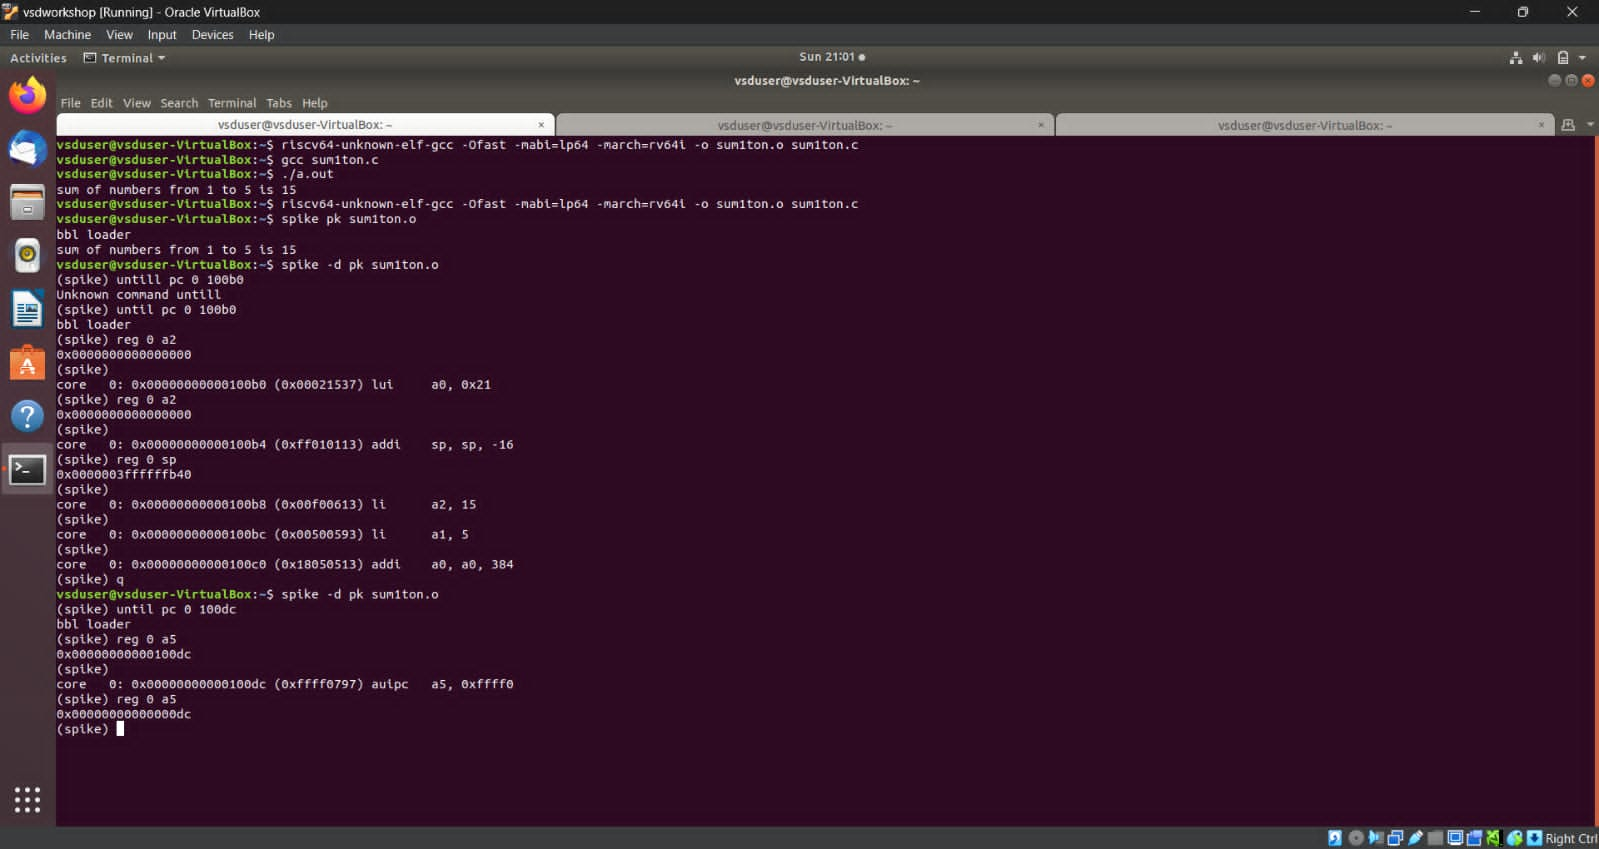 vsdworkshop [Running] - Oracle VirtualBox
File Machine View Input Devices Help
Activities Terminal Sun 21:01
vsduser@vsduser-VirtualBox: ~
File Edit View Search Terminal Tabs Help
vsduser@vsduser-VirtualBox: ~ × vsduser@vsduser-VirtualBox: ~ × vsduser@vsduser-VirtualBox: ~ ×
vsduser@vsduser-VirtualBox:~$ riscv64-unknown-elf-gcc -Ofast -mabi=lp64 -march=rv64i -o sum1ton.o sum1ton.c
vsduser@vsduser-VirtualBox:~$ gcc sum1ton.c
vsduser@vsduser-VirtualBox:~$ ./a.out
sum of numbers from 1 to 5 is 15
vsduser@vsduser-VirtualBox:~$ riscv64-unknown-elf-gcc -Ofast -mabi=lp64 -march=rv64i -o sum1ton.o sum1ton.c
vsduser@vsduser-VirtualBox:~$ spike pk sum1ton.o
bbl loader
sum of numbers from 1 to 5 is 15
vsduser@vsduser-VirtualBox:~$ spike -d pk sum1ton.o
(spike) untill pc 0 100b0
Unknown command untill
(spike) until pc 0 100b0
bbl loader
(spike) reg 0 a2
0x0000000000000000
(spike)
core   0: 0x00000000000100b0 (0x00021537) lui     a0, 0x21
(spike) reg 0 a2
0x0000000000000000
(spike)
core   0: 0x00000000000100b4 (0xff010113) addi    sp, sp, -16
(spike) reg 0 sp
0x0000003ffffffb40
(spike)
core   0: 0x00000000000100b8 (0x00f00613) li      a2, 15
(spike)
core   0: 0x00000000000100bc (0x00500593) li      a1, 5
(spike)
core   0: 0x00000000000100c0 (0x18050513) addi    a0, a0, 384
(spike) q
vsduser@vsduser-VirtualBox:~$ spike -d pk sum1ton.o
(spike) until pc 0 100dc
bbl loader
(spike) reg 0 a5
0x00000000000100dc
(spike)
core   0: 0x00000000000100dc (0xffff0797) auipc   a5, 0xffff0
(spike) reg 0 a5
0x00000000000000dc
(spike)
Right Ctrl